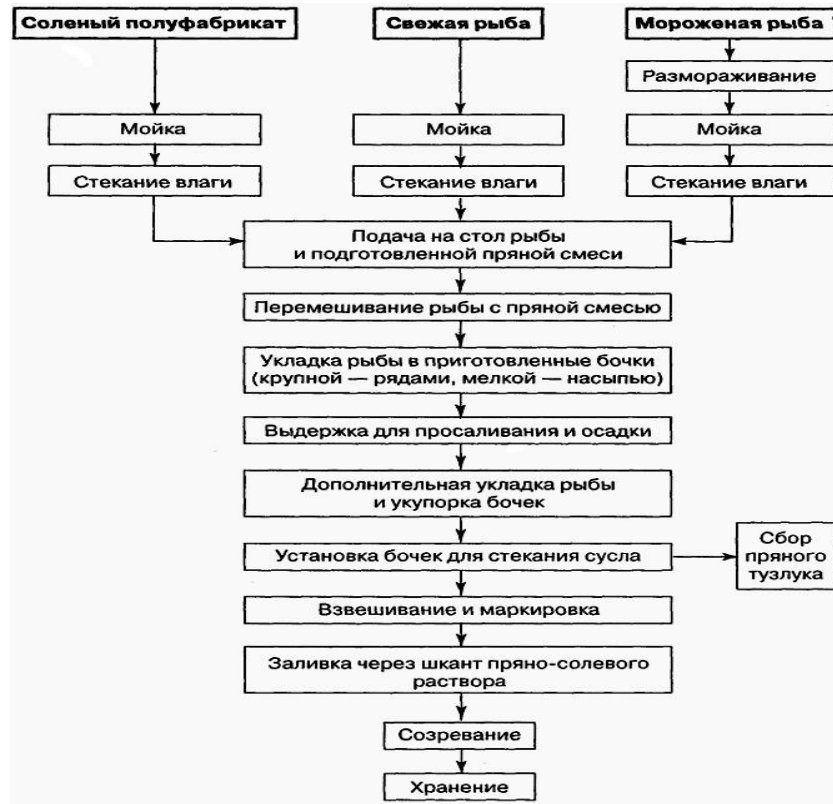 Соленый полуфабрикат
Свежая рыба
Мороженая рыба
Размораживание
Мойка
Мойка
Мойка
Стекание влаги
Стекание влаги
Стекание влаги
Подача на стол рыбы
и подготовленной пряной смеси
Перемешивание рыбы с пряной смесью
Укладка рыбы в приготовленные бочки
(крупной — рядами, мелкой — насыпью)
Выдержка для просаливания и осадки
Дополнительная укладка рыбы
и укупорка бочек
Установка бочек для стекания сусла
Сбор
пряного
тузлука
Взвешивание и маркировка
Заливка через шкант пряно-солевого
раствора
Созревание
Хранение